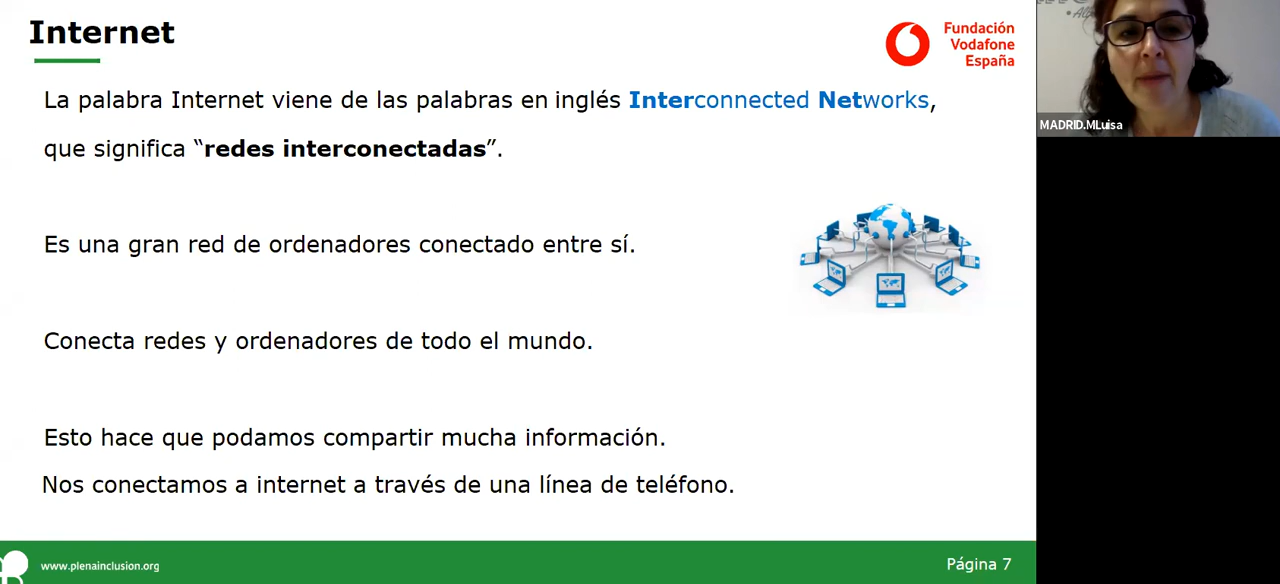 Internet
Fundación
Vodafone
España
La palabra Internet viene de las palabras en inglés Interconnected Networks,
que significa “redes interconectadas”.
Es una gran red de ordenadores conectado entre sí.
Conecta redes y ordenadores de todo el mundo.
Esto hace que podamos compartir mucha información.
Nos conectamos a internet a través de una línea de teléfono.
www.plenainclusion.org
Página 7
MADRID.MLuisa